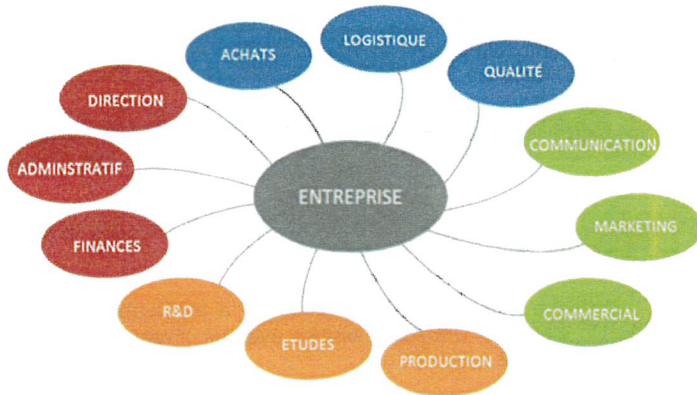 LOGISTIQUE
ACHATS
QUALITÉ
DIRECTION
COMMUNICATION
ADMINSTRATIF
ENTREPRISE
MARKETING
FINANCES
R&D
COMMERCIAL
ETUDES
PRODUCTION